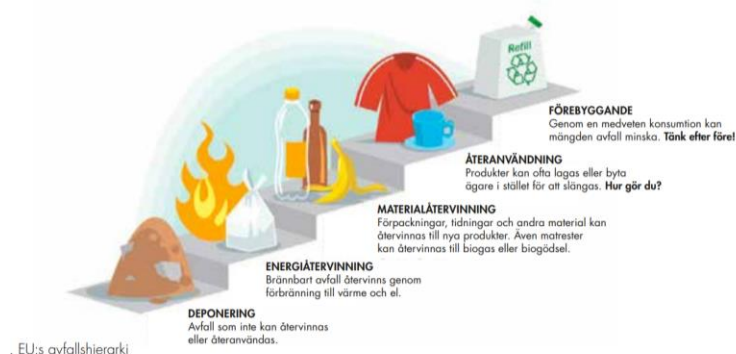 Refill
FÖREBYGGANDE
Genom en medveten konsumtion kan
mängden avfall minska. Tänk efter före!
ÅTERANVÄNDNING
Produkter kan ofta lagas eller byta
ägare i stället för att slängas. Hur gör du?
MATERIALÅTERVINNING
Förpackningar, tidningar och andra material kan
återvinnas till nya produkter. Även matrester
kan återvinnas till biogas eller biogödsel.
ENERGIÅTERVINNING
Brännbart avfall återvinns genom
förbränning till värme och el.
DEPONERING
Avfall som inte kan återvinnas
eller återanvändas.
. EU:s avfallshierarki